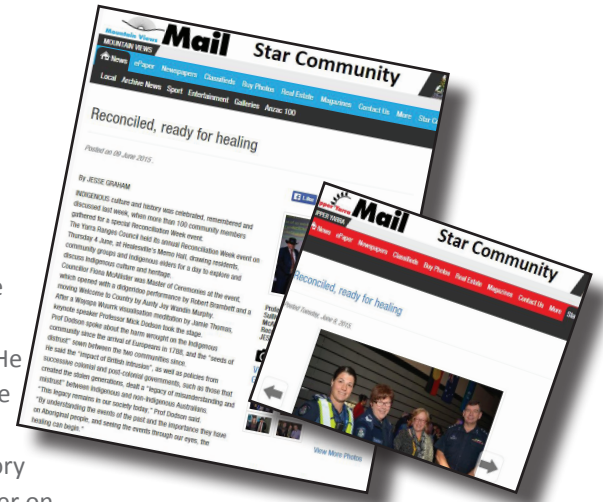 Mountain Views
Mail
Star Community
MOUNTAIN VIEWS
News ePaper Newspapers Classifieds Buy Photos Real Estate Magazines Contact Us More Star
Local Archive News Sport Entertainment Galleries Anzac 100
Reconciled, ready for healing
Posted on 09 June 2015
Like
By JESSE GRAHAM
INDIGENOUS culture and history was celebrated, remembered and
discussed last week, when more than 100 community members
gathered for a special Reconciliation Week event.
The Yarra Ranges Council held its annual Reconciliation Week event on
Thursday 4 June, at Healesville's Memo Hall, drawing residents,
community groups and Indigenous elders for a day to explore and
discuss Indigenous culture and heritage.
Councillor Fiona McAllister was Master of Ceremonies at the event,
which opened with a didgeridoo performance by Robert Bambett and a
moving Welcome to Country by Aunty Joy Wandin Murphy.
After a Wayapa Wuurrk visualisation meditation by Jamie Thomas,
keynote speaker Professor Mick Dodson took the stage.
Prof Dodson spoke about the harm wrought on the Indigenous
community since the arrival of Europeans in 1788, and the "seeds of
distrust" sown between the two communities since.
He said the "impact of British intrusion", as well as policies from
successive colonial and post-colonial governments, such as those that
created the stolen generations, dealt a "legacy of misunderstanding and
mistrust" between Indigenous and non-Indigenous Australians.
"This legacy remains in our society today," Prof Dodson said.
"By understanding the events of the past and the importance they have
on Aboriginal people, and seeing the events through our eyes, the
healing can begin."
View More Photos
Upper Yarra
Mail
Star Community
UPPER YARRA
News ePaper Newspapers Classifieds Buy Photos Real Estate Magazines Contact Us More Star
Reconciled, ready for healing
Posted Tuesday, June 9, 2015
He
ory
er on